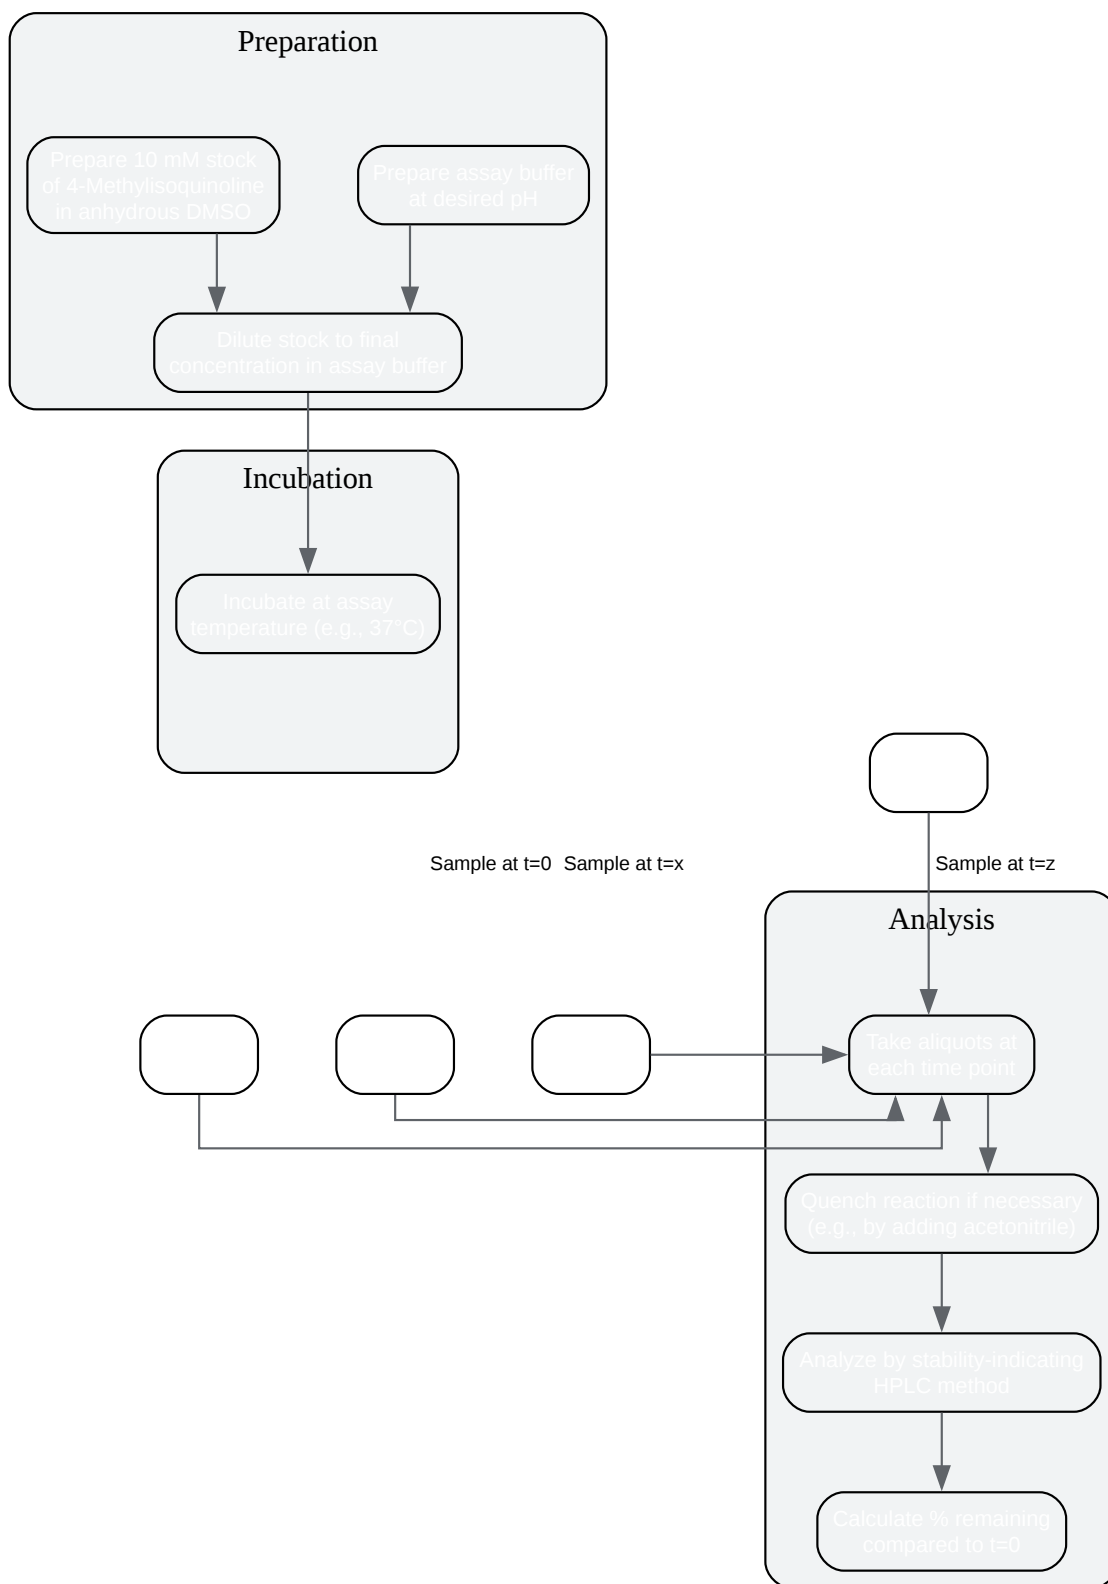 Preparation
Prepare 10 mM stock
of 4-Methylisoquinoline
in anhydrous DMSO
Prepare assay buffer
at desired pH
Dilute stock to final
concentration in assay buffer
Incubation
Incubate at assay
temperature (e.g., 37°C)
Sample at t=0
Sample at t=x
Sample at t=z
Analysis
Take aliquots at
each time point
Quench reaction if necessary
(e.g., by adding acetonitrile)
Analyze by stability-indicating
HPLC method
Calculate % remaining
compared to t=0